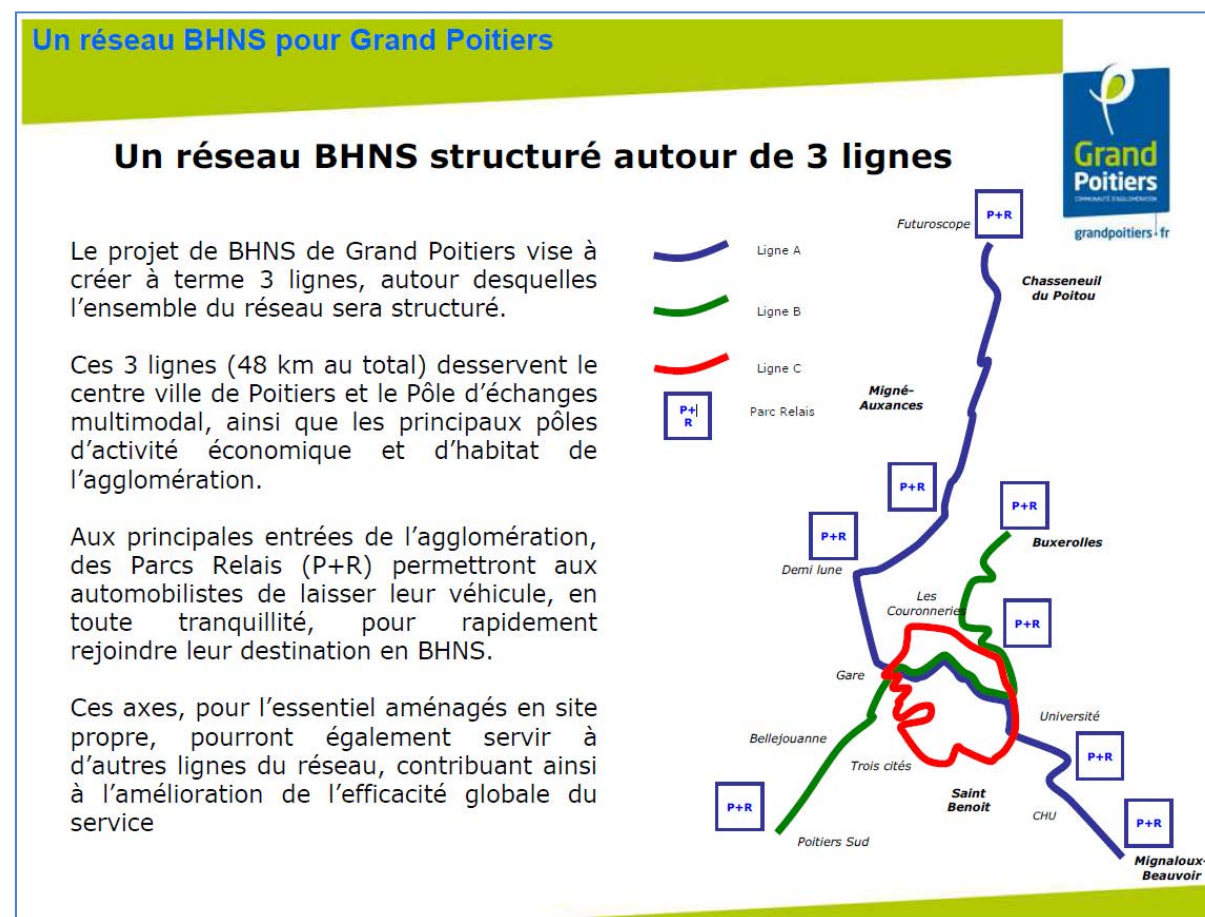 Un réseau BHNS pour Grand Poitiers
Un réseau BHNS structuré autour de 3 lignes
Grand
Poitiers
COMMUNAUTÉ D'AGGLOMÉRATION
grandpoitiers.fr
Le projet de BHNS de Grand Poitiers vise à
créer à terme 3 lignes, autour desquelles
l'ensemble du réseau sera structuré.
Ces 3 lignes (48 km au total) desservent le
centre ville de Poitiers et le Pôle d'échanges
multimodal, ainsi que les principaux pôles
d'activité économique et d'habitat de
l'agglomération.
Aux principales entrées de l'agglomération,
des Parcs Relais (P+R) permettront aux
automobilistes de laisser leur véhicule, en
toute tranquillité, pour rapidement
rejoindre leur destination en BHNS.
Ces axes, pour l'essentiel aménagés en site
propre, pourront également servir à
d'autres lignes du réseau, contribuant ainsi
à l'amélioration de l'efficacité globale du
service
Ligne A
Ligne B
Ligne C
P+
R
Parc Relais
Futuroscope
P+R
Chasseneuil
du Poitou
Migné-
Auxances
P+R
P+R
Demi lune
P+R
Buxerolles
Les
Couronneries
P+R
Gare
Université
Bellejouanne
Trois cités
P+R
Saint
Benoit
CHU
P+R
Poitiers Sud
P+R
Mignaloux-
Beauvoir